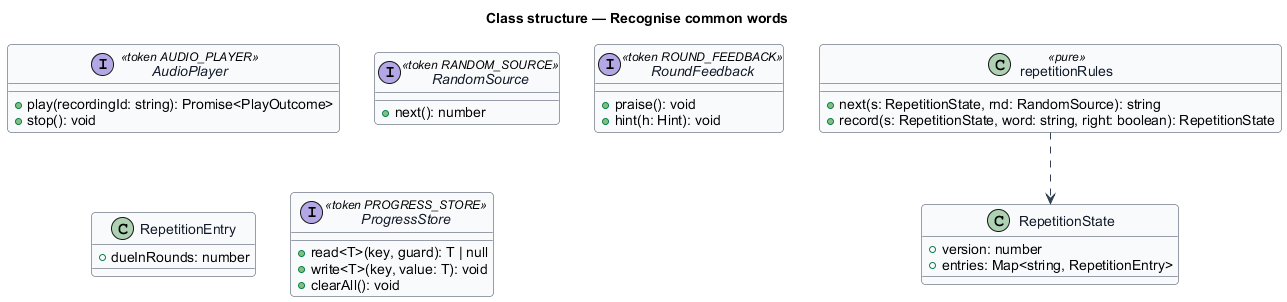 Class structure — Recognise common words
I
«token AUDIO_PLAYER»
AudioPlayer
play(recordingId: string): Promise<PlayOutcome>
stop(): void
I
«token RANDOM_SOURCE»
RandomSource
next(): number
I
«token ROUND_FEEDBACK»
RoundFeedback
praise(): void
hint(h: Hint): void
C
«pure»
repetitionRules
next(s: RepetitionState, rnd: RandomSource): string
record(s: RepetitionState, word: string, right: boolean): RepetitionState
C
RepetitionEntry
dueInRounds: number
I
«token PROGRESS_STORE»
ProgressStore
read<T>(key, guard): T | null
write<T>(key, value: T): void
clearAll(): void
C
RepetitionState
version: number
entries: Map<string, RepetitionEntry>